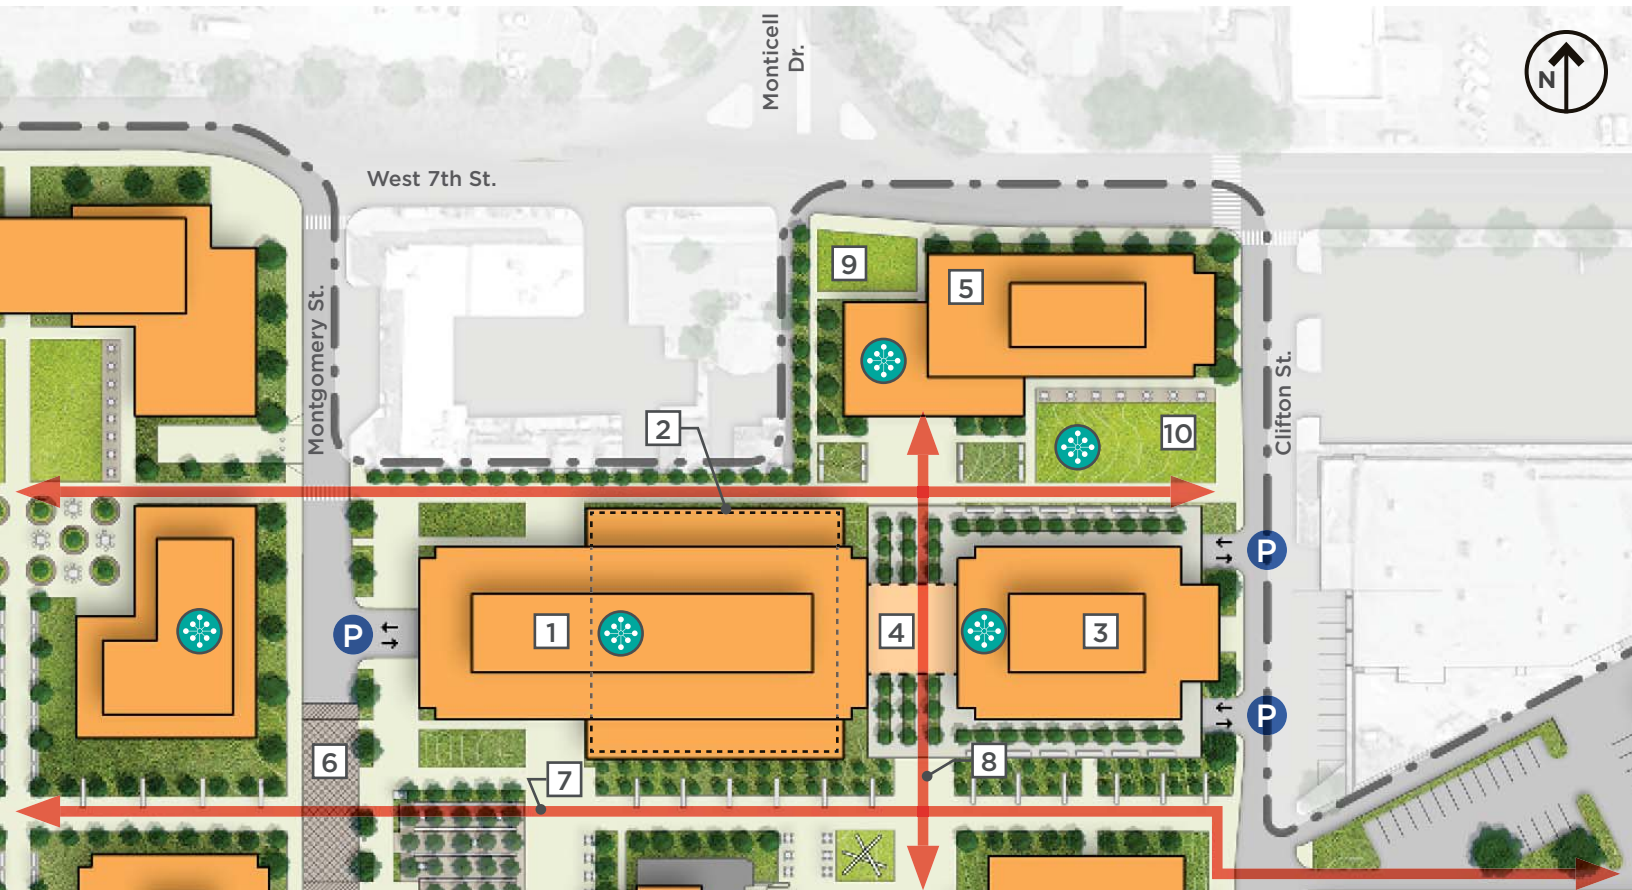 Monticell
Dr.
N
West 7th St.
9
5
Montgomery St.
2
10
Clifton St.
P
1
4
3
P
P
6
7
8